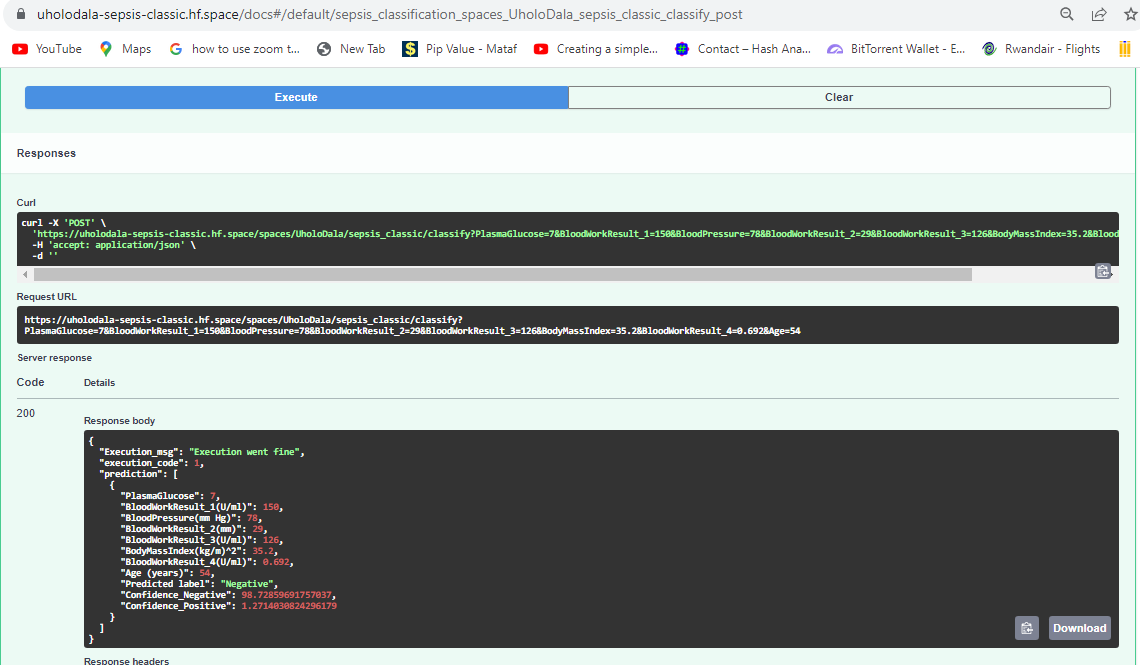 uholodala-sepsis-classic.hf.space/docs#/default/sepsis_classification_spaces_UholoDala_sepsis_classic_classify_post
YouTube Maps how to use zoom t... New Tab Pip Value - Mataf Creating a simple... Contact – Hash Ana... BitTorrent Wallet - E... Rwandair - Flights
Execute Clear
Responses
Curl
curl -X 'POST' \
'https://uholodala-sepsis-classic.hf.space/spaces/UholoDala/sepsis_classic/classify?PlasmaGlucose=7&BloodWorkResult_1=150&BloodPressure=78&BloodWorkResult_2=29&BloodWorkResult_3=126&BodyMassIndex=35.2&Blood
-H 'accept: application/json' \
-d ''
Request URL
https://uholodala-sepsis-classic.hf.space/spaces/UholoDala/sepsis_classic/classify?
PlasmaGlucose=7&BloodWorkResult_1=150&BloodPressure=78&BloodWorkResult_2=29&BloodWorkResult_3=126&BodyMassIndex=35.2&BloodWorkResult_4=0.692&Age=54
Server response
Code Details
200
Response body
{
"Execution_msg": "Execution went fine",
"execution_code": 1,
"prediction": [
{
"PlasmaGlucose": 7,
"BloodWorkResult_1(U/ml)": 150,
"BloodPressure(mm Hg)": 78,
"BloodWorkResult_2(mm)": 29,
"BloodWorkResult_3(U/ml)": 126,
"BodyMassIndex(kg/m)^2": 35.2,
"BloodWorkResult_4(U/ml)": 0.692,
"Age (years)": 54,
"Predicted label": "Negative",
"Confidence_Negative": 98.72859691757037,
"Confidence_Positive": 1.2714030824296179
}
]
}
Download
Response headers